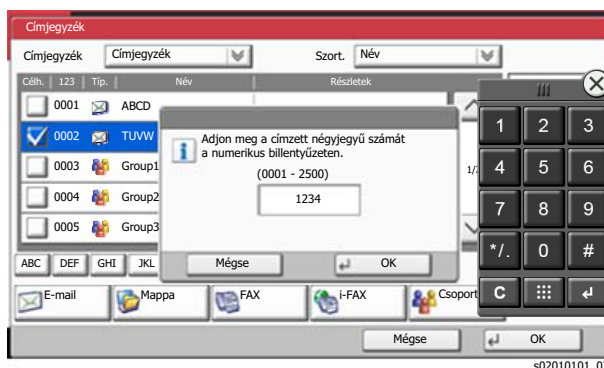 Címjegyzék
Címjegyzék Címjegyzék Szort. Név
Célh. 123 Típ. Név Részletek
0001 ABCD
0002 TUVW
0003 Group1
0004 Group2
0005 Group3
1/
Adjon meg a címzett négyjegyű számát
a numerikus billentyűzeten.
(0001 - 2500)
1234
Mégse OK
ABC DEF GHI JKL
E-mail Mappa FAX i-FAX Csoport
Mégse OK
1 2 3
4 5 6
7 8 9
*/. 0 #
C
s02010101_0